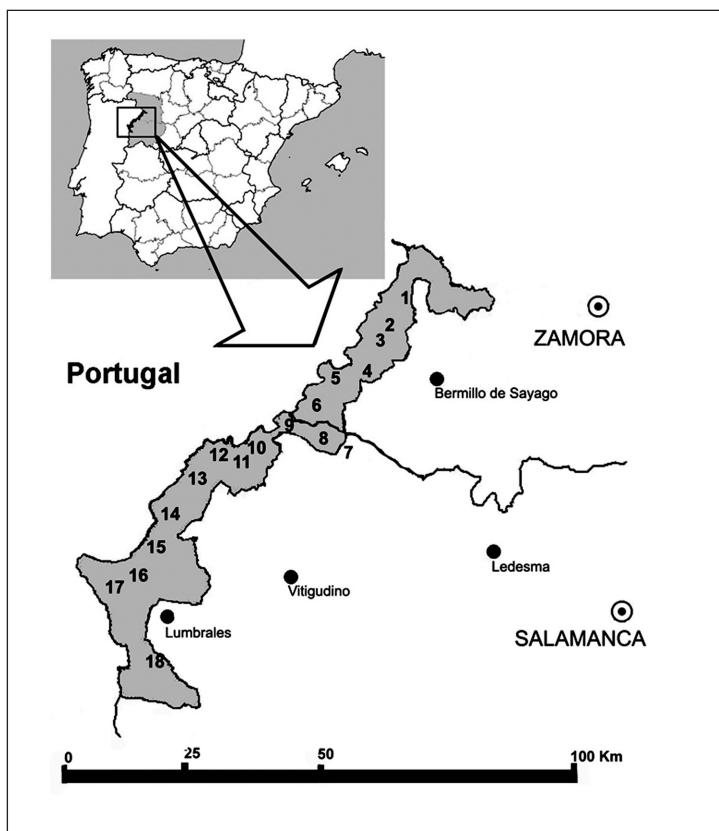 1
2
ZAMORA
3
Portugal
5
4
Bermillo de Sayago
6
9
8
7
10
12
11
13
14
15
Ledesma
16
17
Vitigudino
Lumbrales
SALAMANCA
18
0 25 50 100 Km